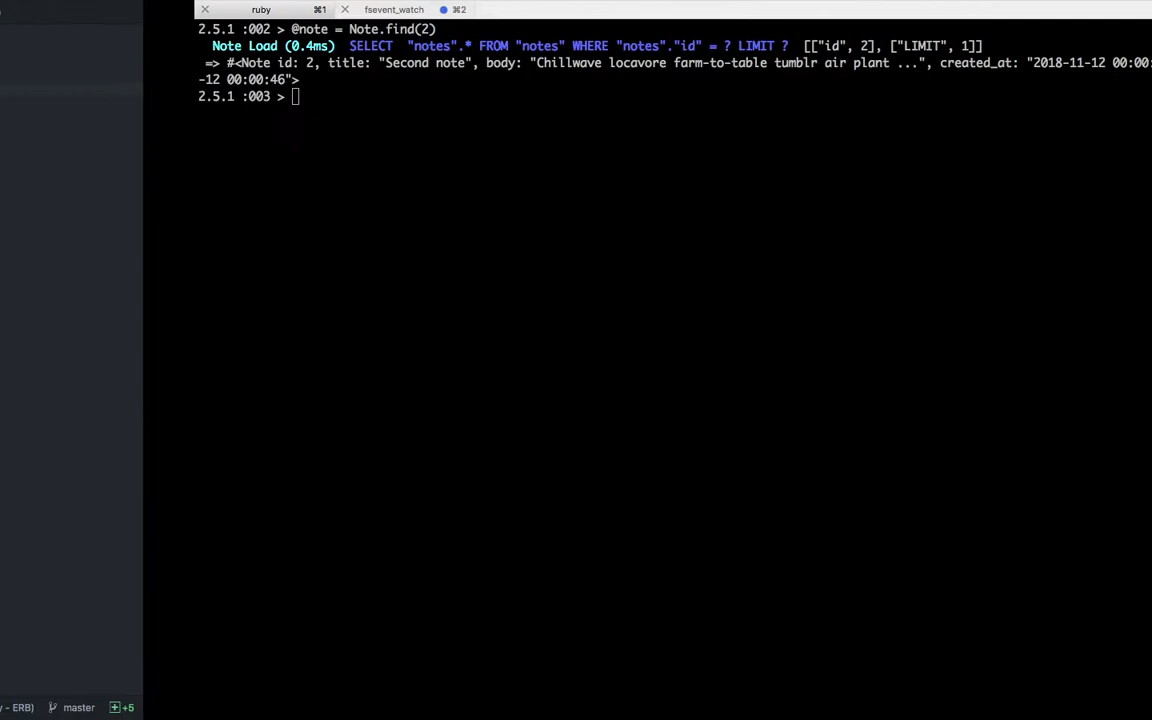 ruby ⌘1 fsevent_watch ⌘2
2.5.1 :002 > @note = Note.find(2)
Note Load (0.4ms) SELECT "notes".* FROM "notes" WHERE "notes"."id" = ? LIMIT ? [["id", 2], ["LIMIT", 1]]
=> #<Note id: 2, title: "Second note", body: "Chillwave locavore farm-to-table tumblr air plant ...", created_at: "2018-11-12 00:00:
-12 00:00:46">
2.5.1 :003 >
- ERB) master +5